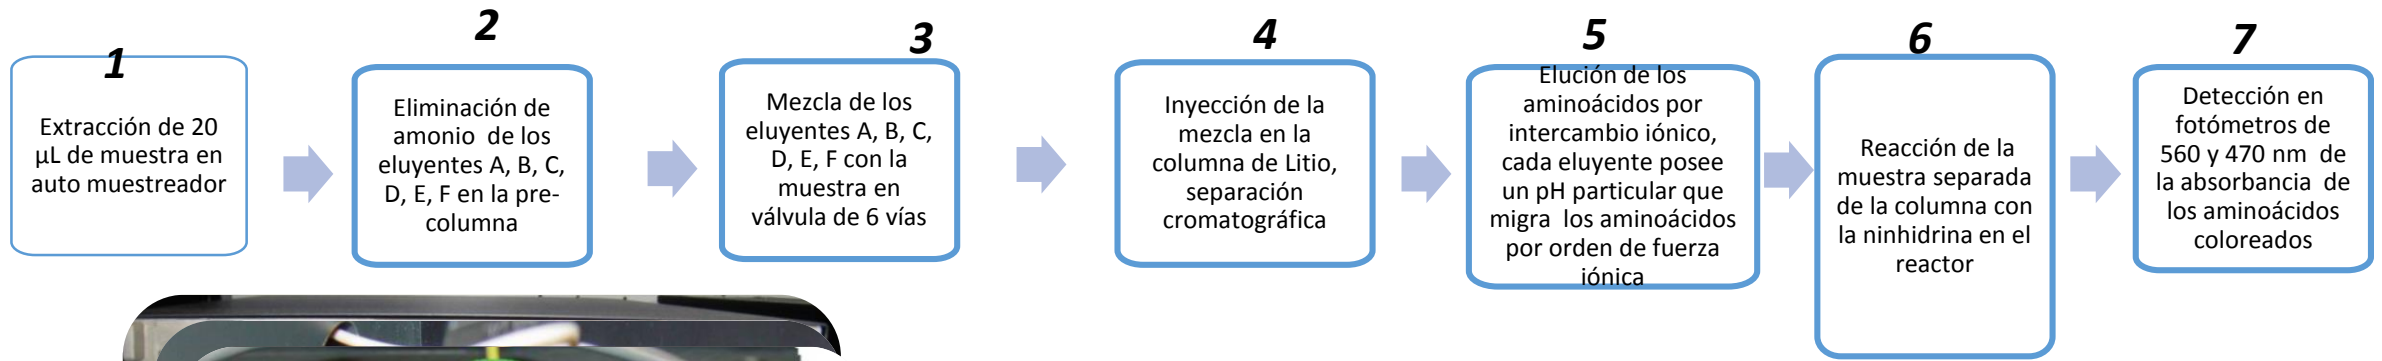 1
Extracción de 20
µL de muestra en
auto muestreador
2
Eliminación de
amonio de los
eluyentes A, B, C,
D, E, F en la pre-
columna
3
Mezcla de los
eluyentes A, B, C,
D, E, F con la
muestra en
válvula de 6 vías
4
Inyección de la
mezcla en la
columna de Litio,
separación
cromatográfica
5
Elución de los
aminoácidos por
intercambio iónico,
cada eluyente posee
un pH particular que
migra los aminoácidos
por orden de fuerza
iónica
6
Reacción de la
muestra separada
de la columna con
la ninhidrina en el
reactor
7
Detección en
fotómetros de
560 y 470 nm de
la absorbancia de
los aminoácidos
coloreados